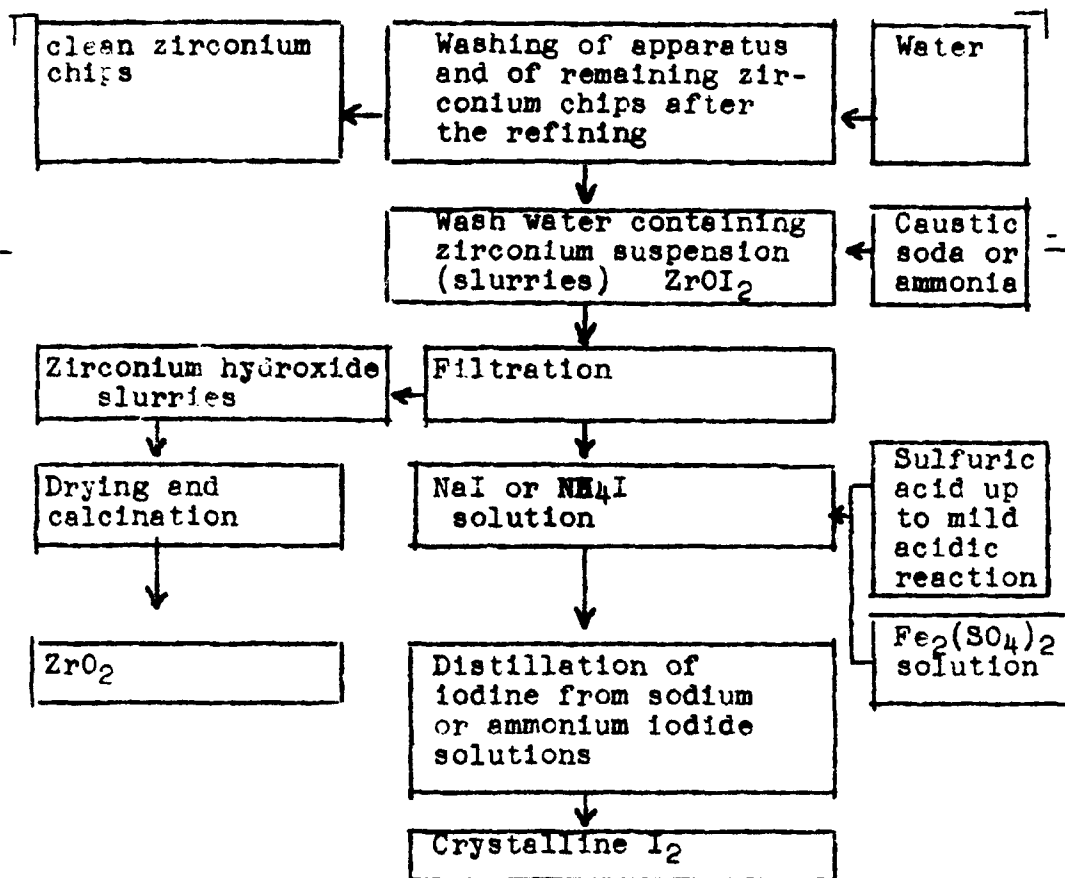 clean zirconium
chips
Washing of apparatus
and of remaining zir-
conium chips after
the refining
Water
Wash water containing
zirconium suspension
(slurries) ZrOI₂
Caustic
soda or
ammonia
Zirconium hydroxide
slurries
Filtration
Drying and
calcination
NaI or NH₄I
solution
Sulfuric
acid up
to mild
acidic
reaction
Fe₂(SO₄)₂
solution
ZrO₂
Distillation of
iodine from sodium
or ammonium iodide
solutions
Crystalline I₂